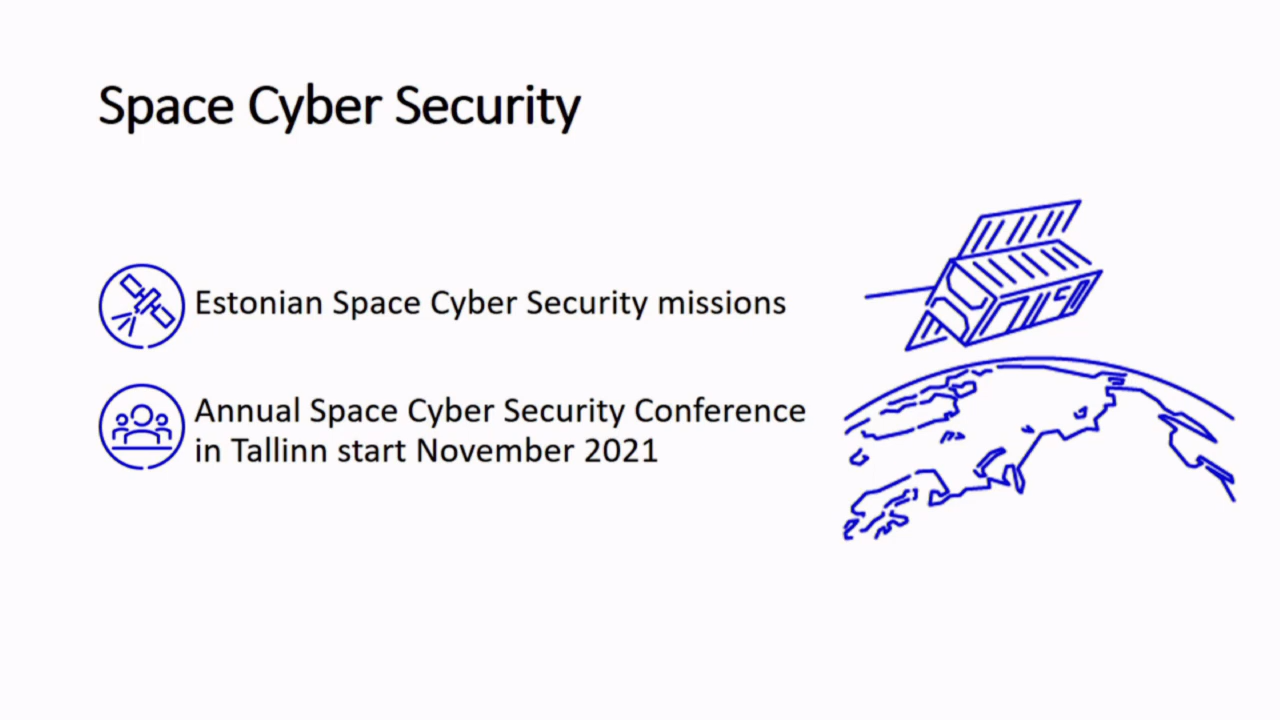 Space Cyber Security
Estonian Space Cyber Security missions
Annual Space Cyber Security Conference
in Tallinn start November 2021